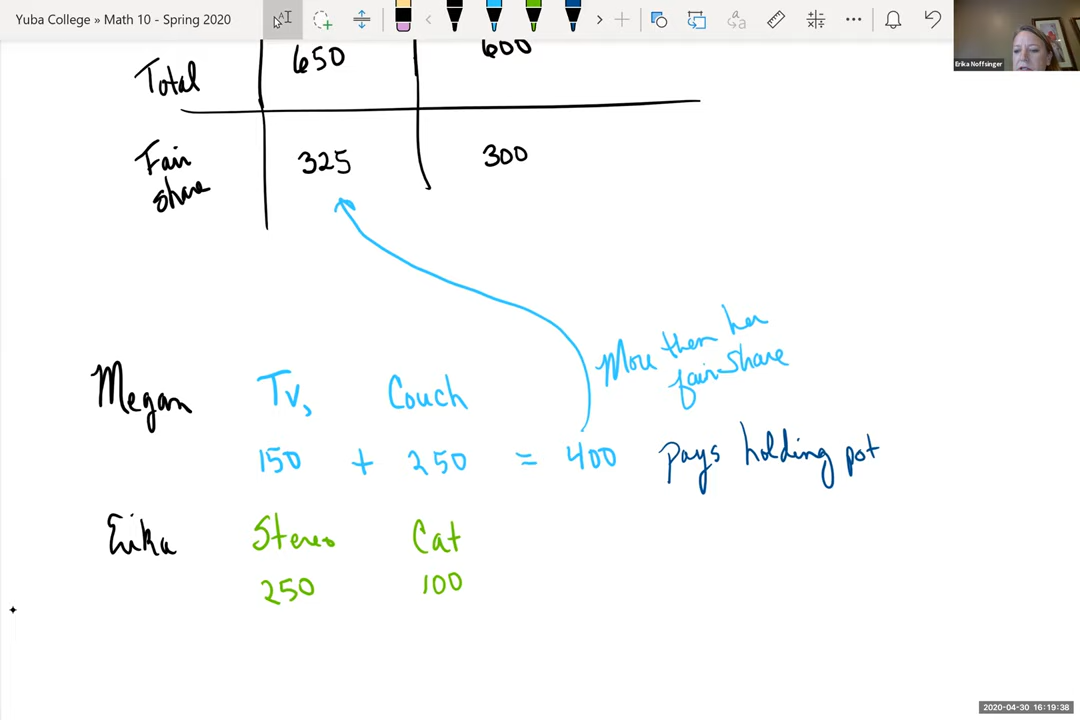 Yuba College » Math 10 - Spring 2020
Erika Noffsinger
Total 650 600
Fair share 325 300
More then her
fair share
Megan Tv, Couch
150 + 250 = 400 Pays holding pot
Erika Stereo Cat
250 100
2020-04-30 16:19:38